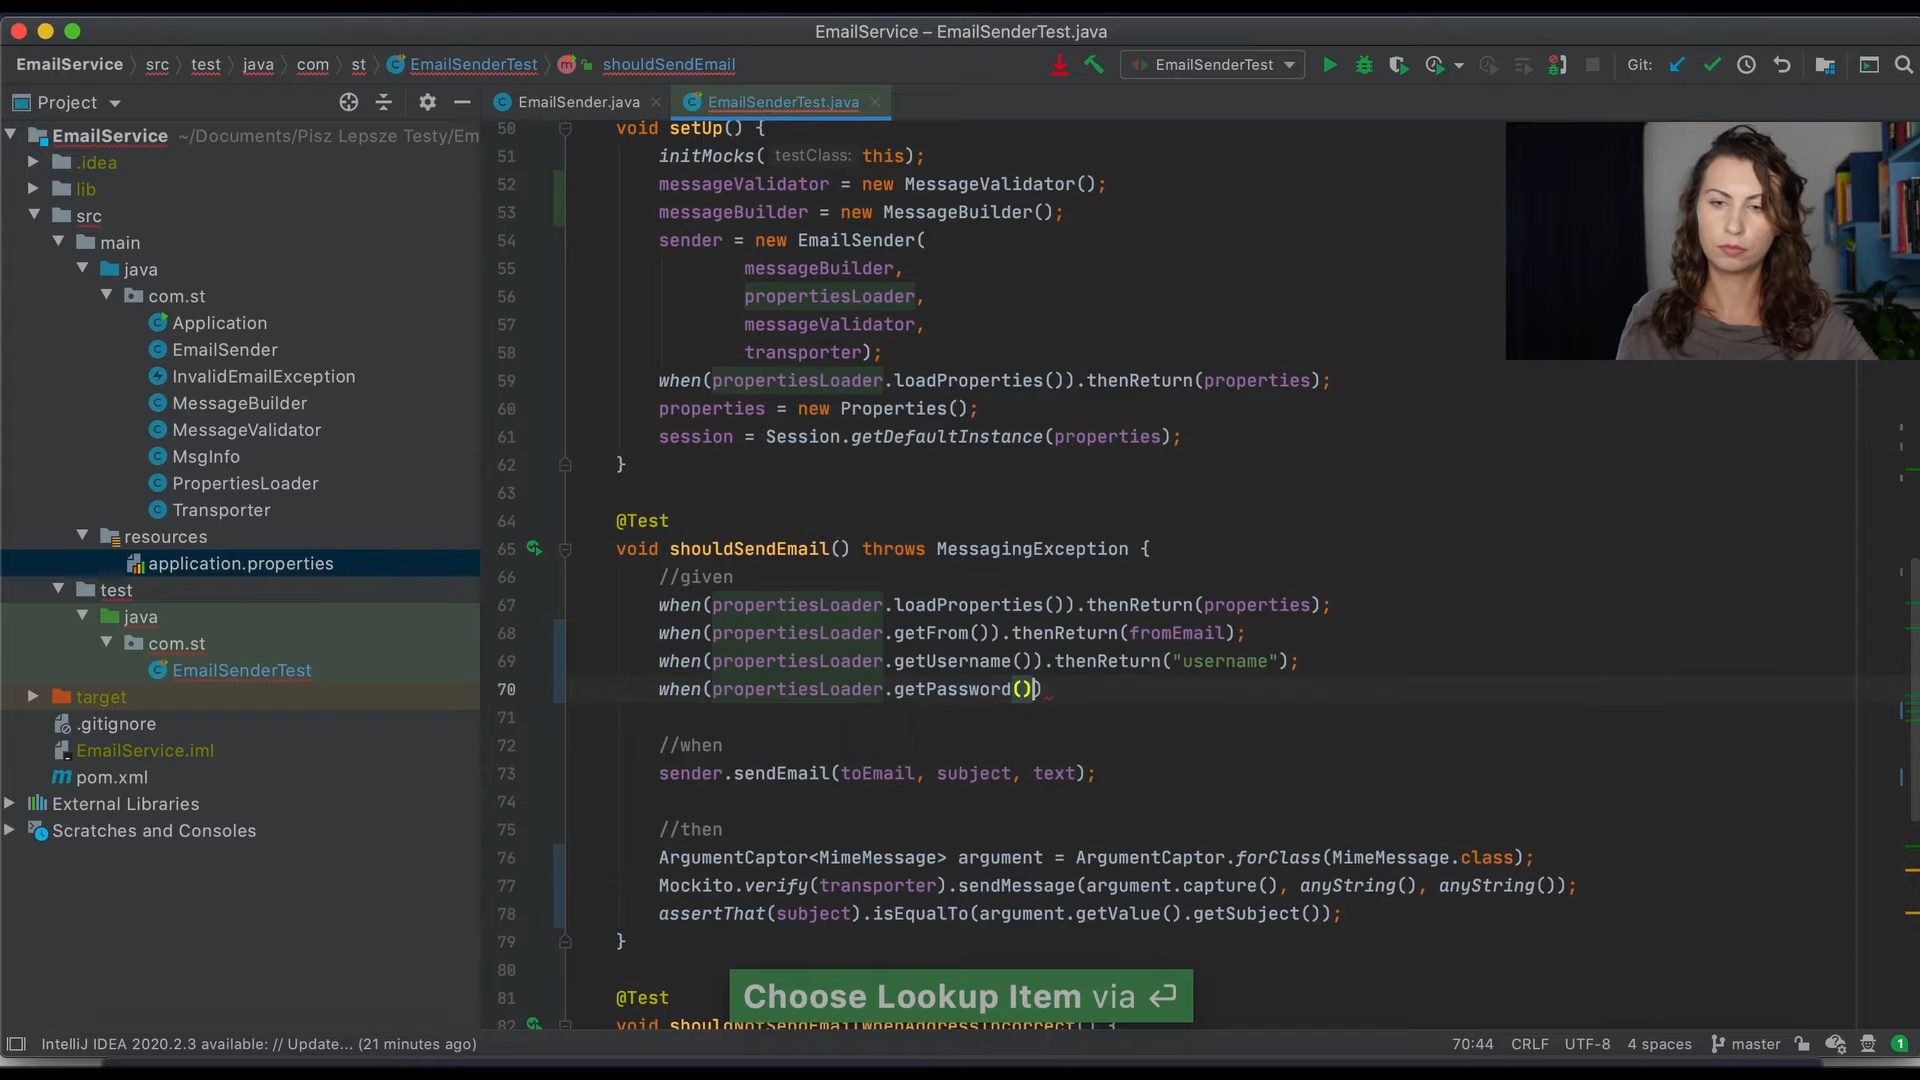 EmailService – EmailSenderTest.java
EmailService
src
test
java
com
st
EmailSenderTest
m
shouldSendEmail
EmailSenderTest
Git:
Project
EmailSender.java
EmailSenderTest.java
EmailService ~/Documents/Pisz Lepsze Testy/Em
.idea
lib
src
main
java
com.st
Application
EmailSender
InvalidEmailException
MessageBuilder
MessageValidator
MsgInfo
PropertiesLoader
Transporter
resources
application.properties
test
java
com.st
EmailSenderTest
target
.gitignore
EmailService.iml
pom.xml
External Libraries
Scratches and Consoles
50 void setUp() {
51 initMocks( testClass: this);
52 messageValidator = new MessageValidator();
53 messageBuilder = new MessageBuilder();
54 sender = new EmailSender(
55 messageBuilder,
56 propertiesLoader,
57 messageValidator,
58 transporter);
59 when(propertiesLoader.loadProperties()).thenReturn(properties);
60 properties = new Properties();
61 session = Session.getDefaultInstance(properties);
62 }
63
64 @Test
65 void shouldSendEmail() throws MessagingException {
66 //given
67 when(propertiesLoader.loadProperties()).thenReturn(properties);
68 when(propertiesLoader.getFrom()).thenReturn(fromEmail);
69 when(propertiesLoader.getUsername()).thenReturn("username");
70 when(propertiesLoader.getPassword())
71
72 //when
73 sender.sendEmail(toEmail, subject, text);
74
75 //then
76 ArgumentCaptor<MimeMessage> argument = ArgumentCaptor.forClass(MimeMessage.class);
77 Mockito.verify(transporter).sendMessage(argument.capture(), anyString(), anyString());
78 assertThat(subject).isEqualTo(argument.getValue().getSubject());
79 }
80
81 @Test
82 void shouldNotSendEmailWhenAddressIncorrect() {
Choose Lookup Item via ⏎
IntelliJ IDEA 2020.2.3 available: // Update... (21 minutes ago)
70:44
CRLF
UTF-8
4 spaces
master
1